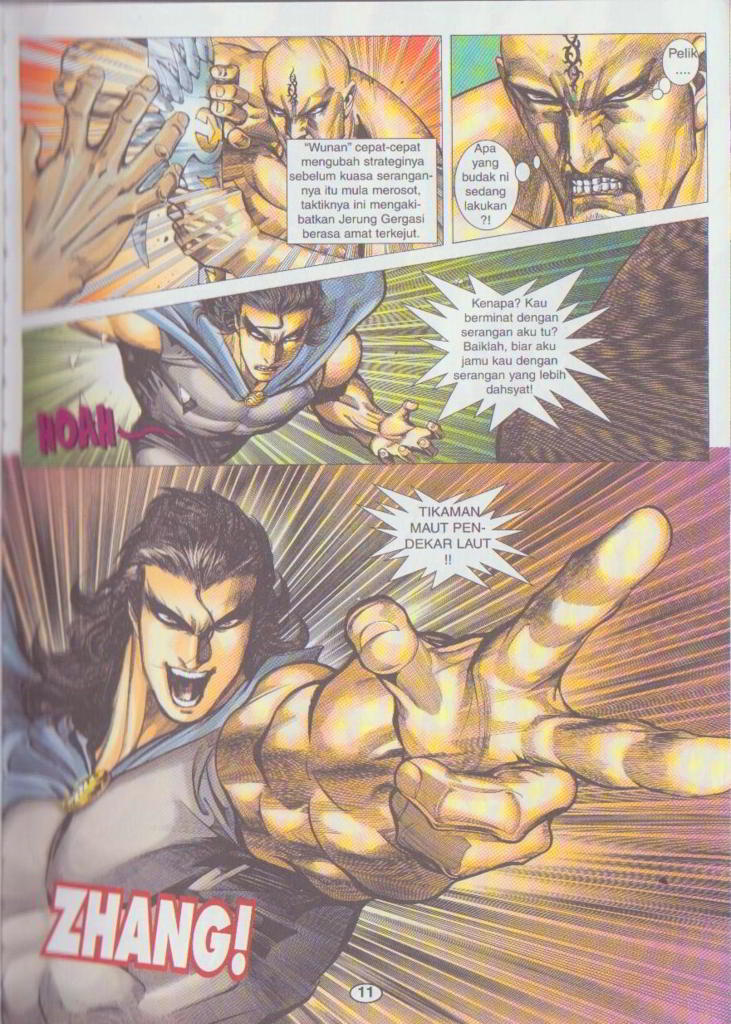 "Wunan" cepat-cepat
mengubah strateginya
sebelum kuasa serangan-
nya itu mula merosot,
taktiknya ini mengaki-
batkan Jerung Gergasi
berasa amat terkejut.
Pelik
....
Apa
yang
budak ni
sedang
lakukan
?!
Kenapa? Kau
berminat dengan
serangan aku tu?
Baiklah, biar aku
jamu kau dengan
serangan yang lebih
dahsyat!
HOAH
TIKAMAN
MAUT PEN-
DEKAR LAUT
!!
ZHANG!
11